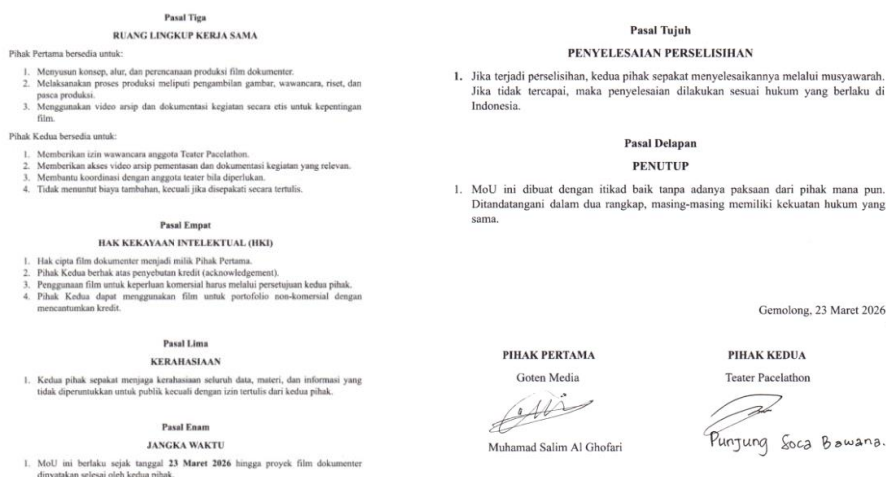 Pasal Tiga
RUANG LINGKUP KERJA SAMA
Pihak Pertama bersedia untuk:
1. Menyusun konsep, alur, dan perencanaan produksi film dokumenter.
2. Melaksanakan proses produksi meliputi pengambilan gambar, wawancara, riset, dan
pasca produksi.
3. Menggunakan video arsip dan dokumentasi kegiatan secara etis untuk kepentingan
film.
Pihak Kedua bersedia untuk:
1. Memberikan izin wawancara anggota Teater Pacelathon.
2. Memberikan akses video arsip pementasan dan dokumentasi kegiatan yang relevan.
3. Membantu koordinasi dengan anggota teater bila diperlukan.
4. Tidak menuntut biaya tambahan, kecuali jika disepakati secara tertulis.
Pasal Empat
HAK KEKAYAAN INTELEKTUAL (HKI)
1. Hak cipta film dokumenter menjadi milik Pihak Pertama.
2. Pihak Kedua berhak atas penyebutan kredit (acknowledgement).
3. Penggunaan film untuk keperluan komersial harus melalui persetujuan kedua pihak.
4. Pihak Kedua dapat menggunakan film untuk portofolio non-komersial dengan
mencantumkan kredit.
Pasal Lima
KERAHASIAAN
1. Kedua pihak sepakat menjaga kerahasiaan seluruh data, materi, dan informasi yang
tidak diperuntukkan untuk publik kecuali dengan izin tertulis dari kedua pihak.
Pasal Enam
JANGKA WAKTU
1. MoU ini berlaku sejak tanggal 23 Maret 2026 hingga proyek film dokumenter
dinyatakan selesai oleh kedua pihak.
Pasal Tujuh
PENYELESAIAN PERSELISIHAN
1. Jika terjadi perselisihan, kedua pihak sepakat menyelesaikannya melalui musyawarah.
Jika tidak tercapai, maka penyelesaian dilakukan sesuai hukum yang berlaku di
Indonesia.
Pasal Delapan
PENUTUP
1. MoU ini dibuat dengan itikad baik tanpa adanya paksaan dari pihak mana pun.
Ditandatangani dalam dua rangkap, masing-masing memiliki kekuatan hukum yang
sama.
Gemolong, 23 Maret 2026
PIHAK PERTAMA
Goten Media
Muhamad Salim Al Ghofari
PIHAK KEDUA
Teater Pacelathon
Punjung Soca Bawana.